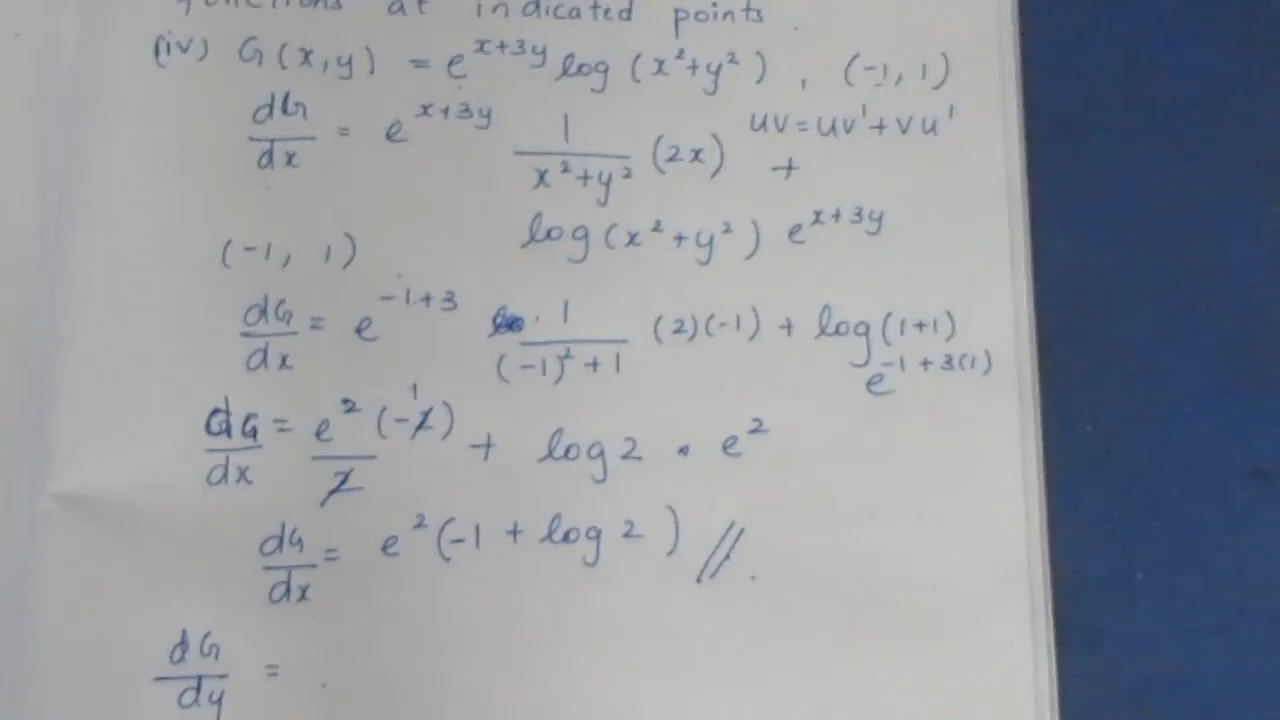 functions at indicated points
(iv) G(x,y) = e^{x+3y} log (x²+y²) , (-1, 1)
dG/dx = e^{x+3y} 1/(x²+y²) (2x) +
uv = uv' + vu'
log(x²+y²) e^{x+3y}
(-1, 1)
dG/dx = e^{-1+3} . 1/((-1)²+1) (2)(-1) + log(1+1)
e^{-1+3(1)}
dG/dx = e²(-2)/2 + log2 . e²
1
dG/dx = e²(-1 + log 2) //.
dG/dy =